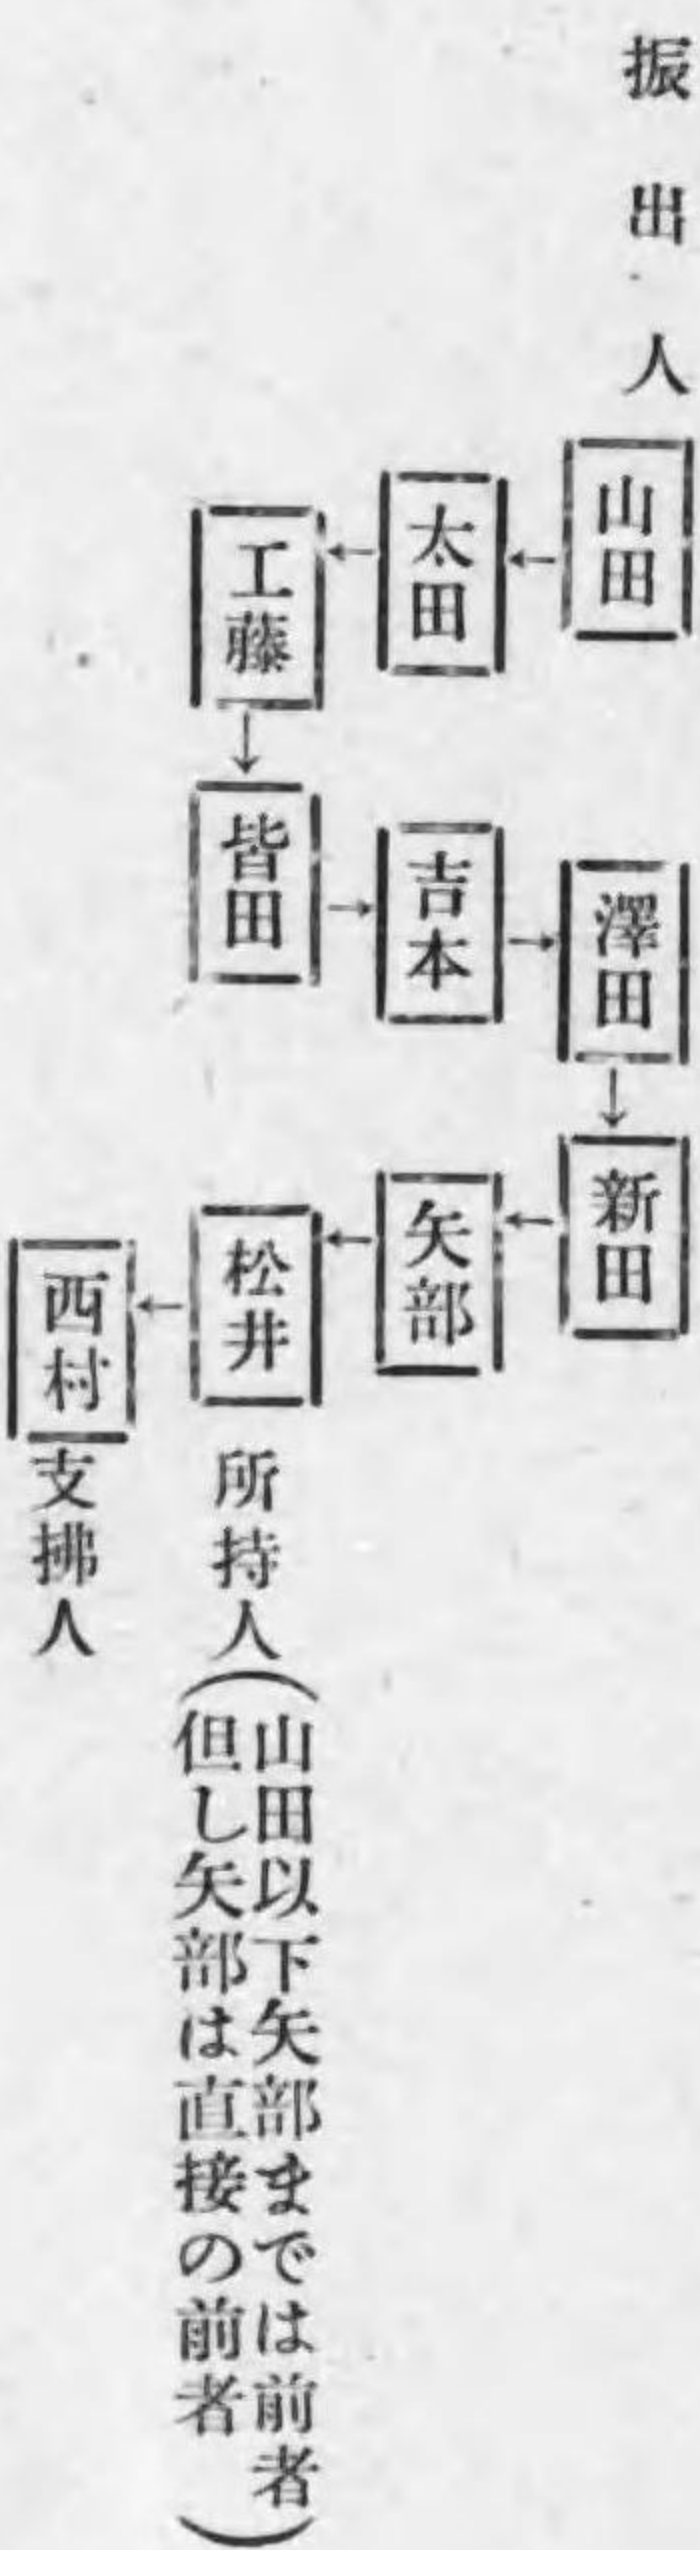 振出人
山田
太田
工藤
皆田
吉本
澤田
新田
矢部
松井
所持人
(山田以下矢部までは前者
但し矢部は直接の前者)
西村
支拂人